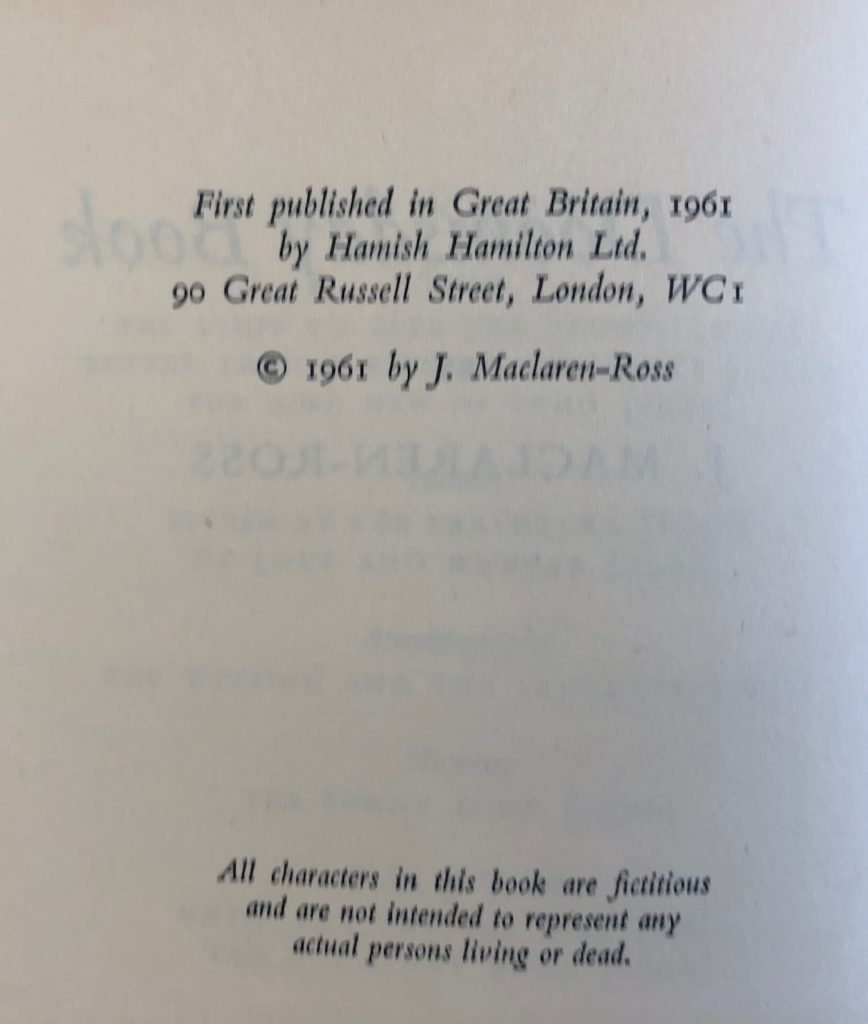 First published in Great Britain, 1961
by Hamish Hamilton Ltd.
90 Great Russell Street, London, WC1
© 1961 by J. Maclaren-Ross
J. MACLAREN-ROSS
All characters in this book are fictitious
and are not intended to represent any
actual persons living or dead.